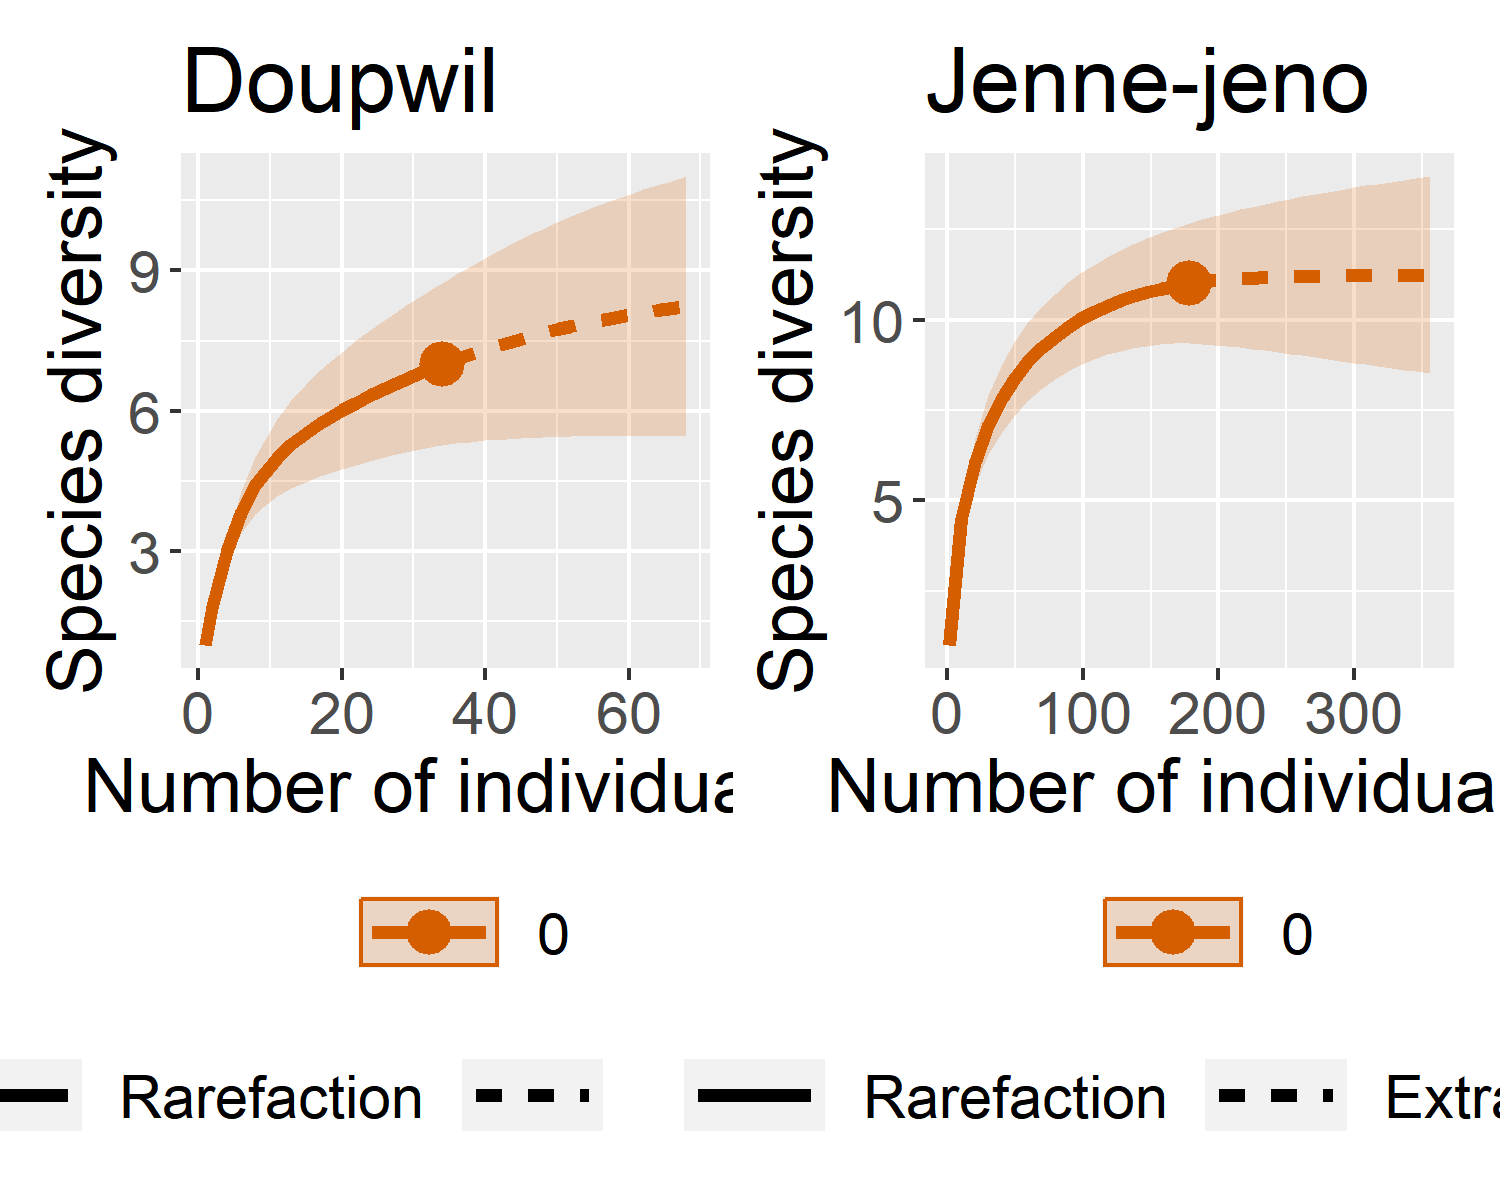 Doupwil
Species diversity
9
6
3
0 20 40 60
Number of individua
0
Rarefaction
Jenne-jeno
Species diversity
10
5
0 100 200 300
Number of individua
0
Rarefaction
Extra